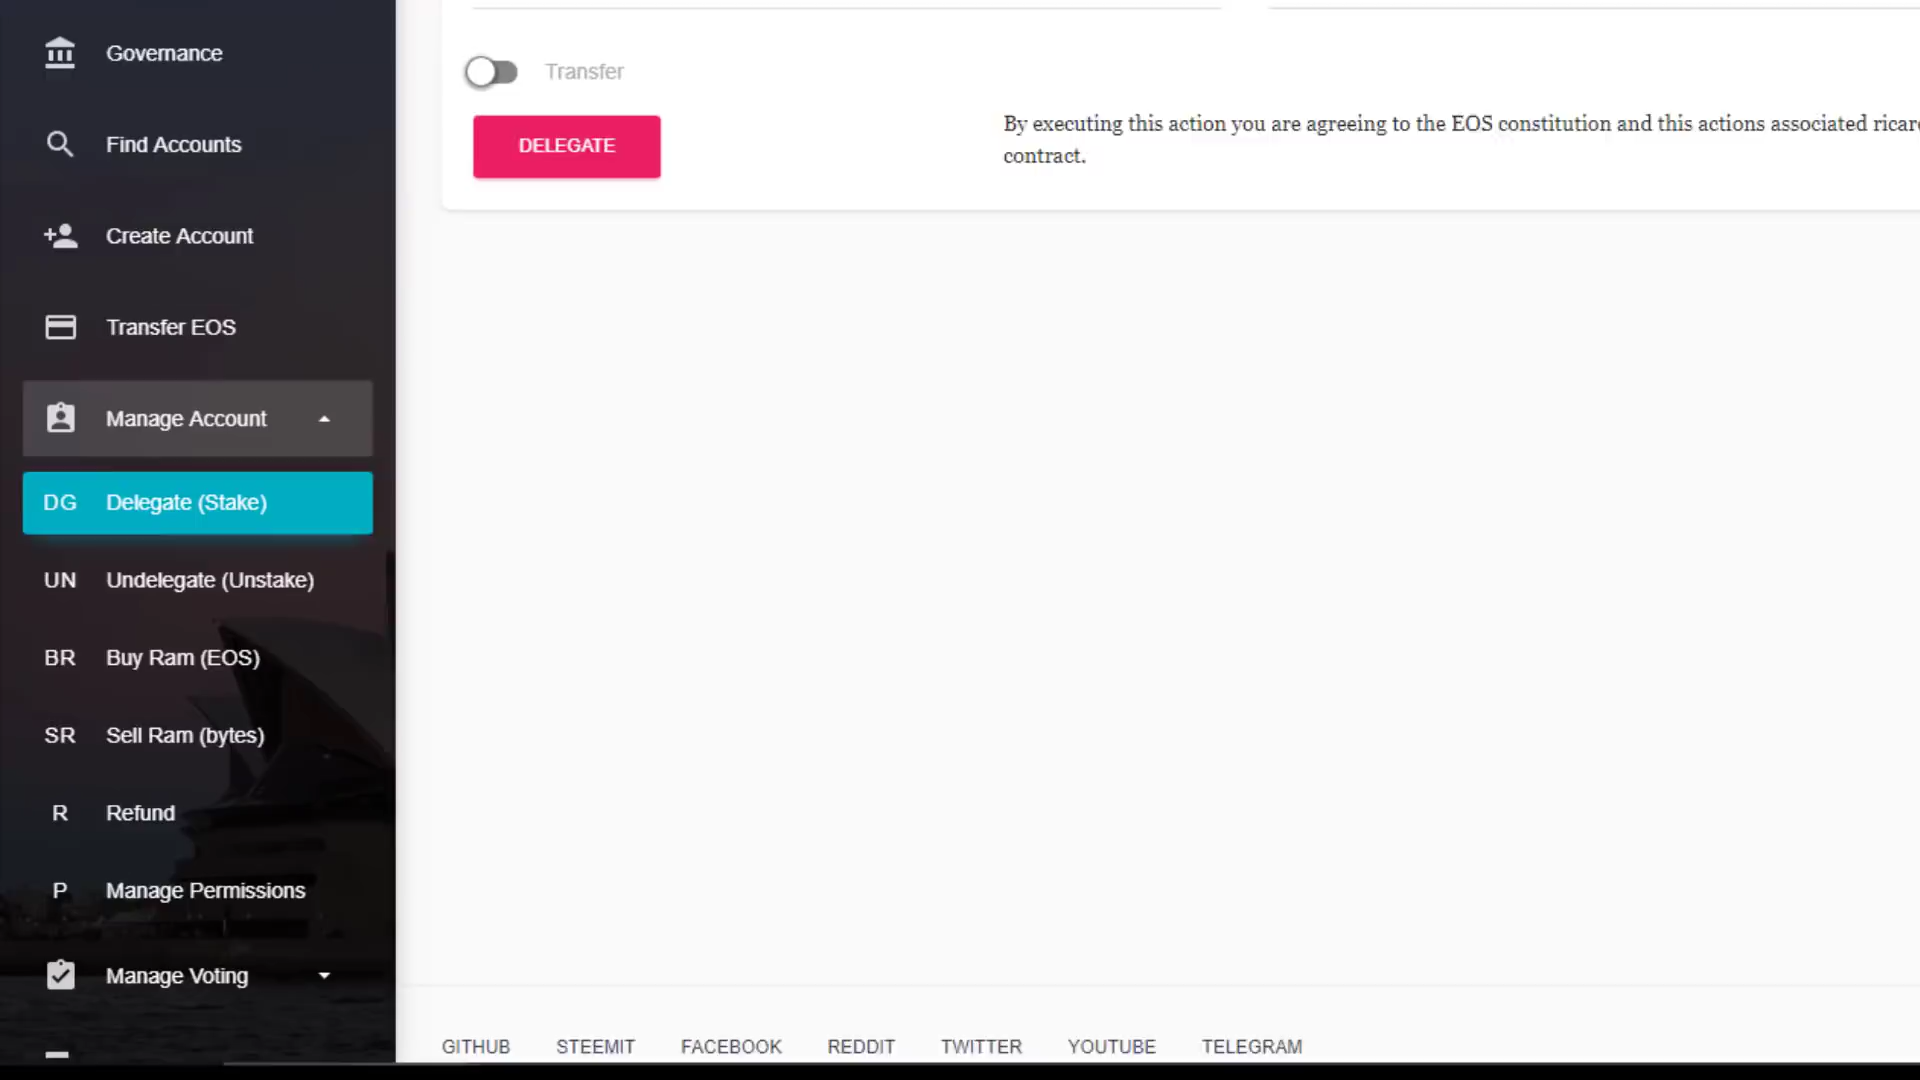 Governance
Find Accounts
Create Account
Transfer EOS
Manage Account
DG Delegate (Stake)
UN Undelegate (Unstake)
BR Buy Ram (EOS)
SR Sell Ram (bytes)
R Refund
P Manage Permissions
Manage Voting
Transfer
DELEGATE
By executing this action you are agreeing to the EOS constitution and this actions associated
contract.
GITHUB STEEMIT FACEBOOK REDDIT TWITTER YOUTUBE TELEGRAM